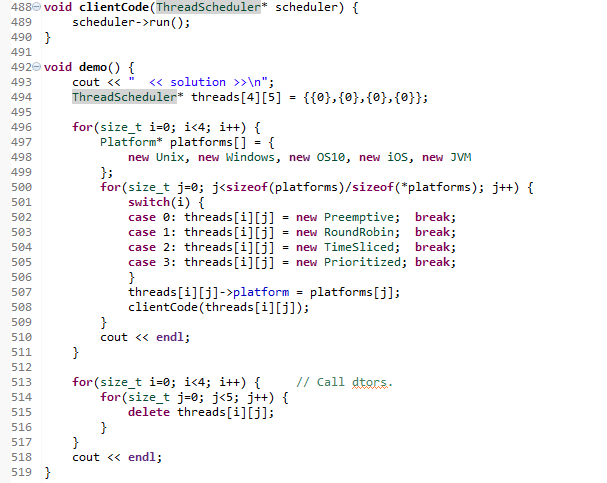 488 void clientCode(ThreadScheduler* scheduler) {
489     scheduler->run();
490 }
491
492 void demo() {
493     cout << "  << solution >>\n";
494     ThreadScheduler* threads[4][5] = {{0},{0},{0},{0}};
495
496     for(size_t i=0; i<4; i++) {
497         Platform* platforms[] = {
498             new Unix, new Windows, new OS10, new iOS, new JVM
499         };
500         for(size_t j=0; j<sizeof(platforms)/sizeof(*platforms); j++) {
501             switch(i) {
502             case 0: threads[i][j] = new Preemptive;  break;
503             case 1: threads[i][j] = new RoundRobin;  break;
504             case 2: threads[i][j] = new TimeSliced;  break;
505             case 3: threads[i][j] = new Prioritized; break;
506             }
507             threads[i][j]->platform = platforms[j];
508             clientCode(threads[i][j]);
509         }
510         cout << endl;
511     }
512
513     for(size_t i=0; i<4; i++) {     // Call dtors.
514         for(size_t j=0; j<5; j++) {
515             delete threads[i][j];
516         }
517     }
518     cout << endl;
519 }